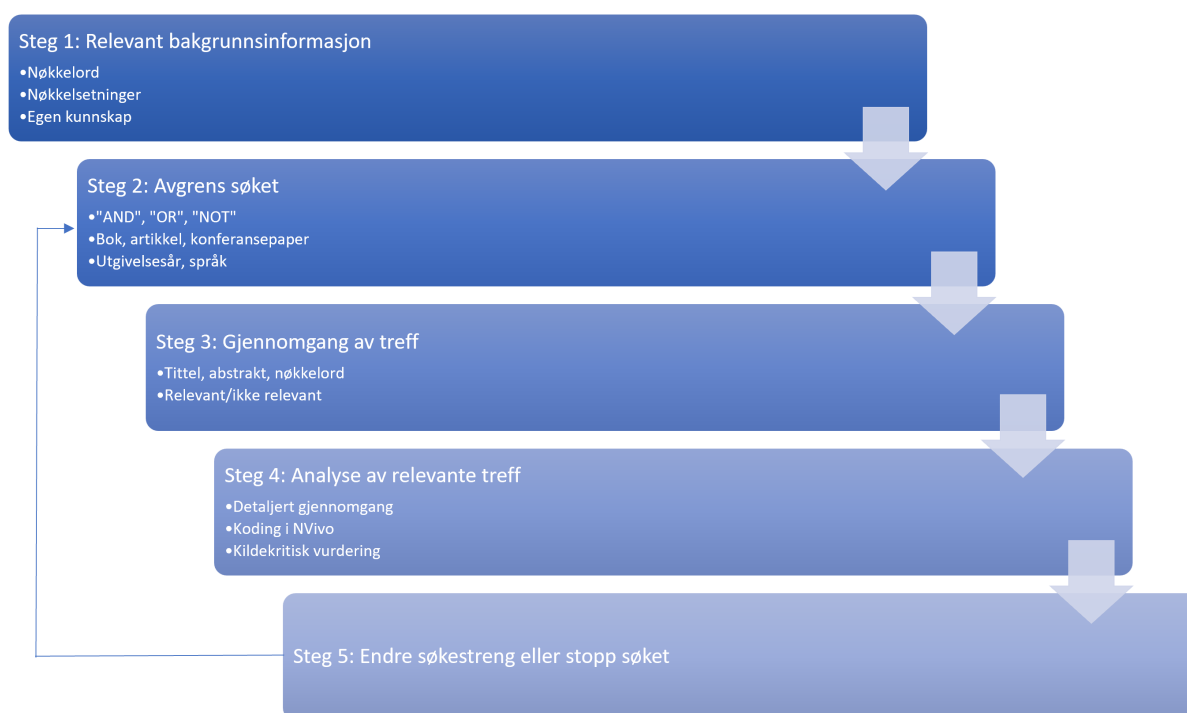 Steg 1: Relevant bakgrunnsinformasjon
•Nøkkelord
•Nøkkelsetninger
•Egen kunnskap
Steg 2: Avgrens søket
•"AND", "OR", "NOT"
•Bok, artikkel, konferansepaper
•Utgivelsesår, språk
Steg 3: Gjennomgang av treff
•Tittel, abstrakt, nøkkelord
•Relevant/ikke relevant
Steg 4: Analyse av relevante treff
•Detaljert gjennomgang
•Koding i NVivo
•Kildekritisk vurdering
Steg 5: Endre søkestreng eller stopp søket